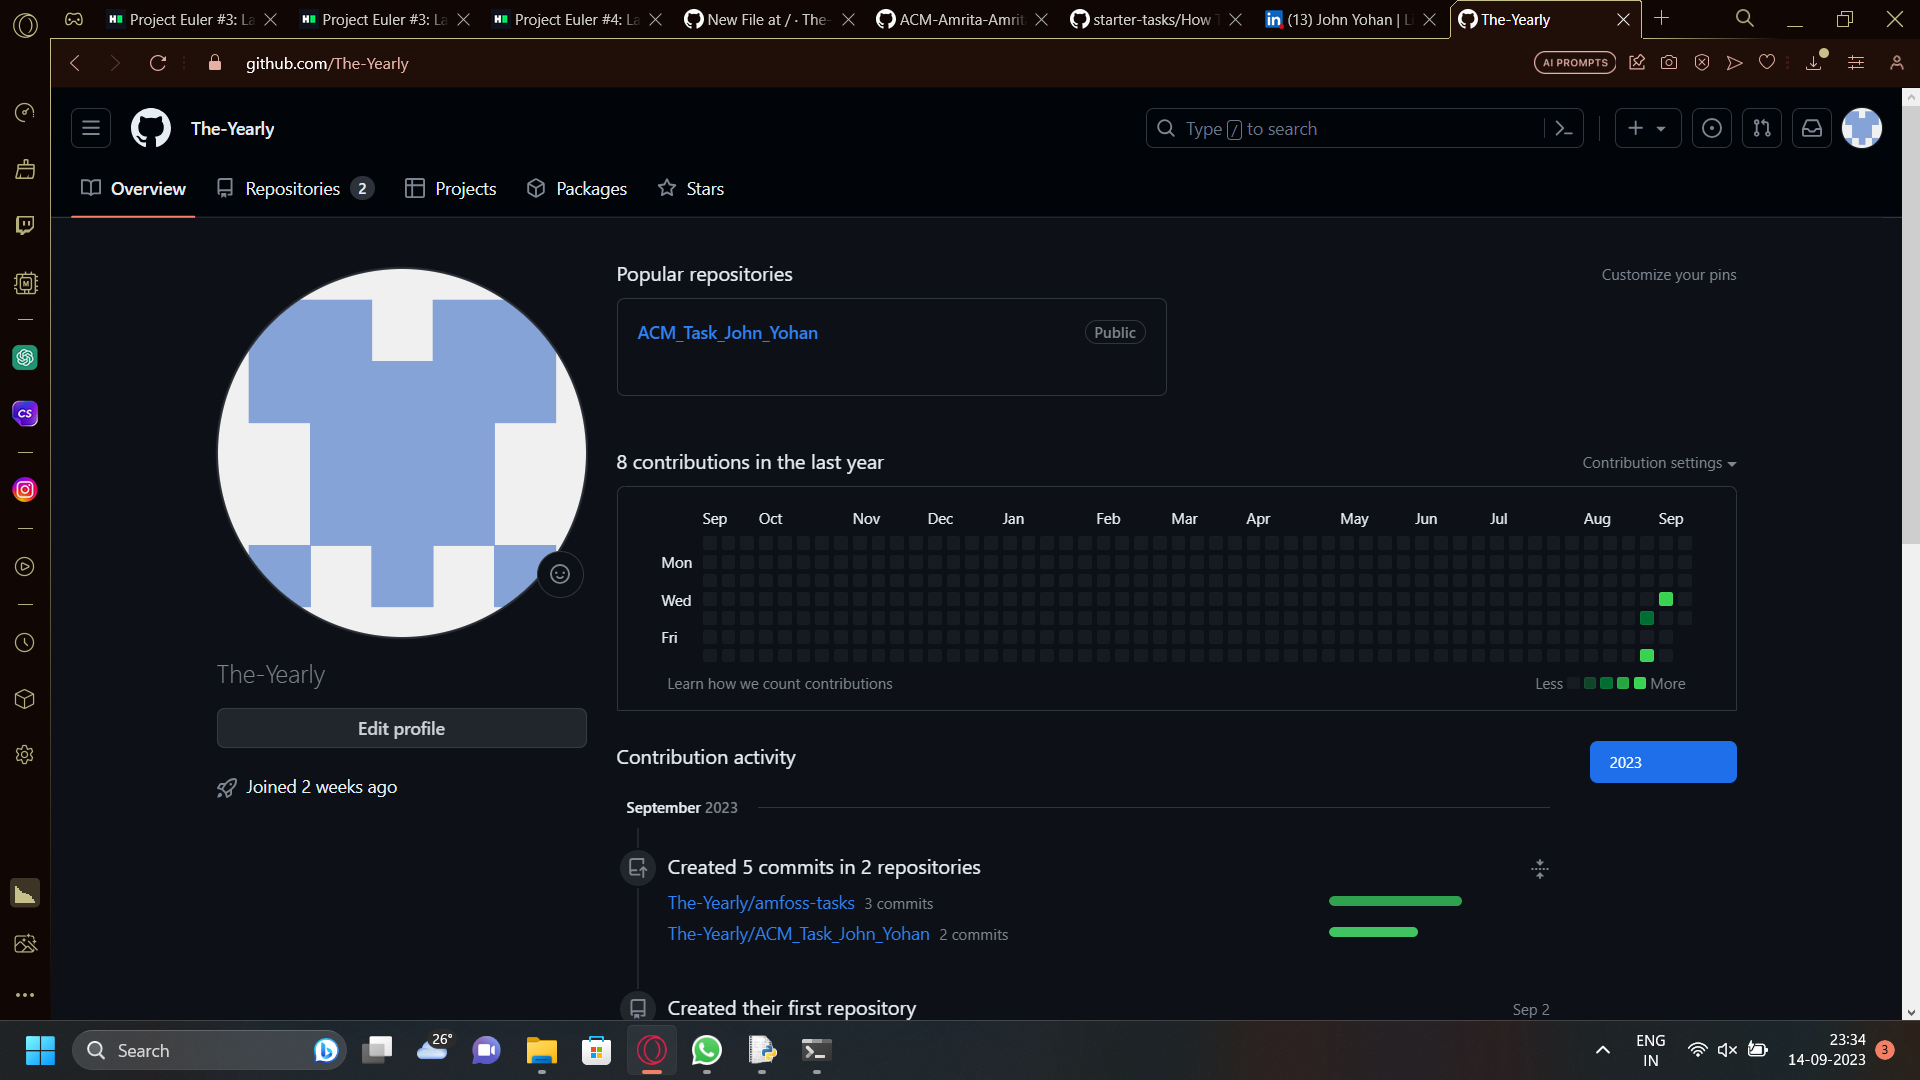 Project Euler #3: La
Project Euler #3: La
Project Euler #4: La
New File at / · The-
ACM-Amrita-Amrit
starter-tasks/How T
in (13) John Yohan | Li
The-Yearly
github.com/The-Yearly
AI PROMPTS
The-Yearly
Type / to search
Overview
Repositories 2
Projects
Packages
Stars
Popular repositories
Customize your pins
ACM_Task_John_Yohan
Public
8 contributions in the last year
Contribution settings
Sep Oct Nov Dec Jan Feb Mar Apr May Jun Jul Aug Sep
Mon
Wed
Fri
Learn how we count contributions
Less More
The-Yearly
Edit profile
Joined 2 weeks ago
Contribution activity
2023
September 2023
Created 5 commits in 2 repositories
The-Yearly/amfoss-tasks 3 commits
The-Yearly/ACM_Task_John_Yohan 2 commits
Created their first repository
Sep 2
CS
M
Search
26°
ENG
IN
23:34
14-09-2023
3